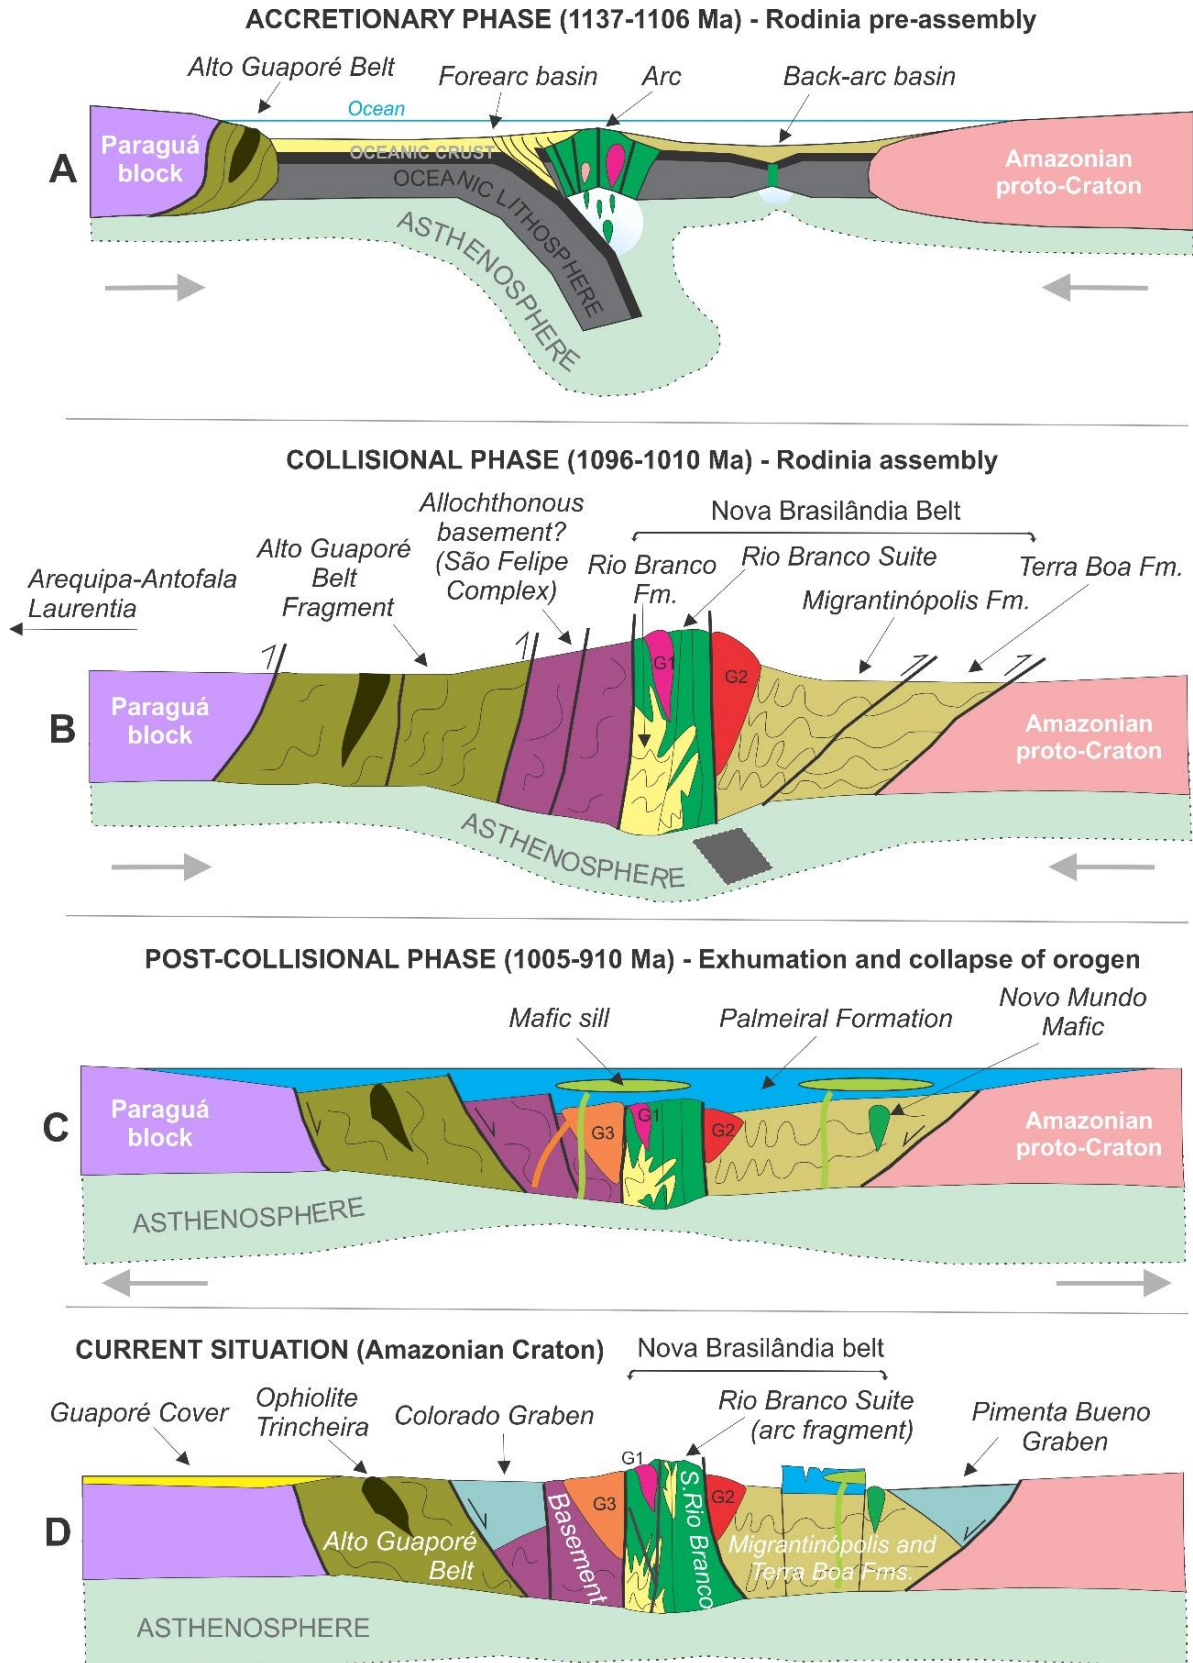 ACCRETIONARY PHASE (1137-1106 Ma) - Rodinia pre-assembly
Alto Guaporé Belt
Forearc basin
Arc
Back-arc basin
Ocean
Paraguá
block
OCEANIC CRUST
OCEANIC LITHOSPHERE
ASTHENOSPHERE
Amazonian
proto-Craton
A
COLLISIONAL PHASE (1096-1010 Ma) - Rodinia assembly
Arequipa-Antofala
Laurentia
Alto Guaporé
Belt
Fragment
Allochthonous
basement?
(São Felipe
Complex)
Nova Brasilândia Belt
Rio Branco
Fm.
Rio Branco Suite
Migrantinópolis Fm.
Terra Boa Fm.
Paraguá
block
G1
G2
Amazonian
proto-Craton
B
ASTHENOSPHERE
POST-COLLISIONAL PHASE (1005-910 Ma) - Exhumation and collapse of orogen
Mafic sill
Palmeiral Formation
Novo Mundo
Mafic
Paraguá
block
G3
G1
G2
Amazonian
proto-Craton
C
ASTHENOSPHERE
CURRENT SITUATION (Amazonian Craton)
Nova Brasilândia belt
Guaporé Cover
Ophiolite
Trincheira
Colorado Graben
Rio Branco Suite
(arc fragment)
Pimenta Bueno
Graben
G1
G3
G2
Alto Guaporé
Belt
Basement
S.Rio Branco
Migrantinópolis and
Terra Boa Fms.
D
ASTHENOSPHERE